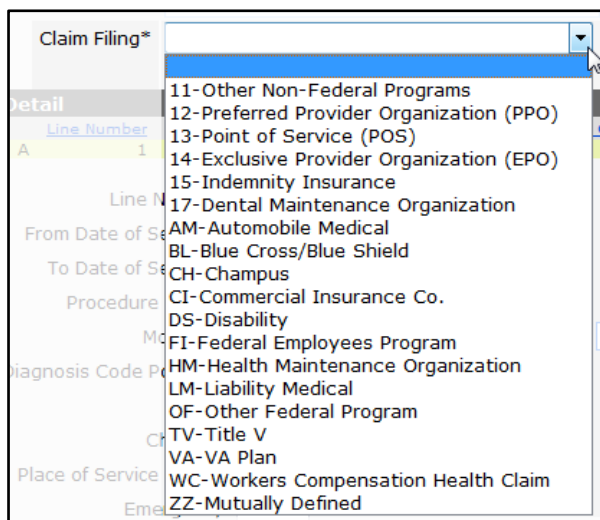 Claim Filing*
11-Other Non-Federal Programs
12-Preferred Provider Organization (PPO)
Detail
13-Point of Service (POS)
Line Number
14-Exclusive Provider Organization (EPO)
A 1
15-Indemnity Insurance
17-Dental Maintenance Organization
Line N
AM-Automobile Medical
From Date of Se
BL-Blue Cross/Blue Shield
To Date of Se
CH-Champus
CI-Commercial Insurance Co.
Procedure
DS-Disability
Mo
FI-Federal Employees Program
HM-Health Maintenance Organization
Diagnosis Code Po
LM-Liability Medical
OF-Other Federal Program
Ch
TV-Title V
VA-VA Plan
Place of Service
WC-Workers Compensation Health Claim
ZZ-Mutually Defined
Eme